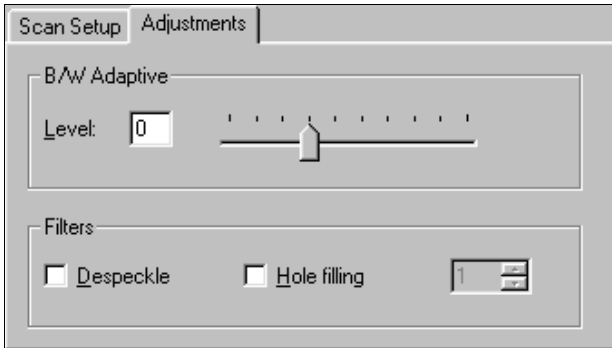 Scan Setup Adjustments
B/W Adaptive
Level: 0
Filters
Despeckle Hole filling 1